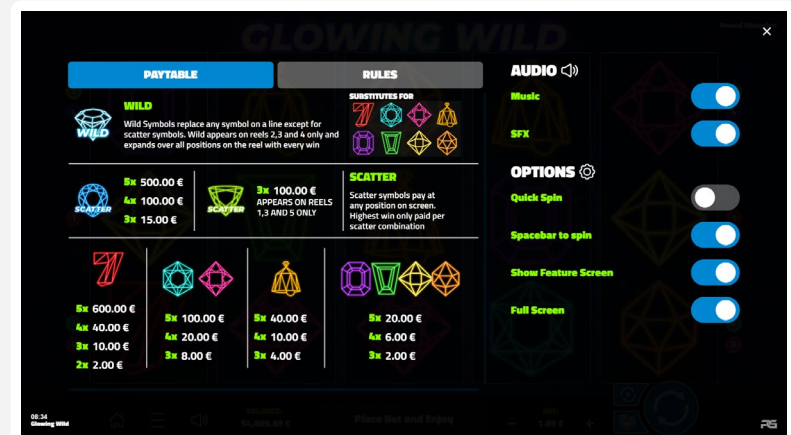 GLOWING WILD
PAYTABLE
RULES
WILD
Wild Symbols replace any symbol on a line except for
scatter symbols. Wild appears on reels 2,3 and 4 only and
expands over all positions on the reel with every win
WILD
SUBSTITUTES FOR
SCATTER
5x 500.00 €
4x 100.00 €
3x 15.00 €
SCATTER
3x 100.00 €
APPEARS ON REELS
1,3 AND 5 ONLY
SCATTER
Scatter symbols pay at
any position on screen.
Highest win only paid per
scatter combination
5x 600.00 €
4x 40.00 €
3x 10.00 €
2x 2.00 €
5x 100.00 €
4x 20.00 €
3x 8.00 €
5x 40.00 €
4x 10.00 €
3x 4.00 €
5x 20.00 €
4x 6.00 €
3x 2.00 €
AUDIO
Music
SFX
OPTIONS
Quick Spin
Spacebar to spin
Show Feature Screen
Full Screen
08:34
Glowing Wild
BALANCE:
Place Bet and Enjoy
BET:
1.00 €